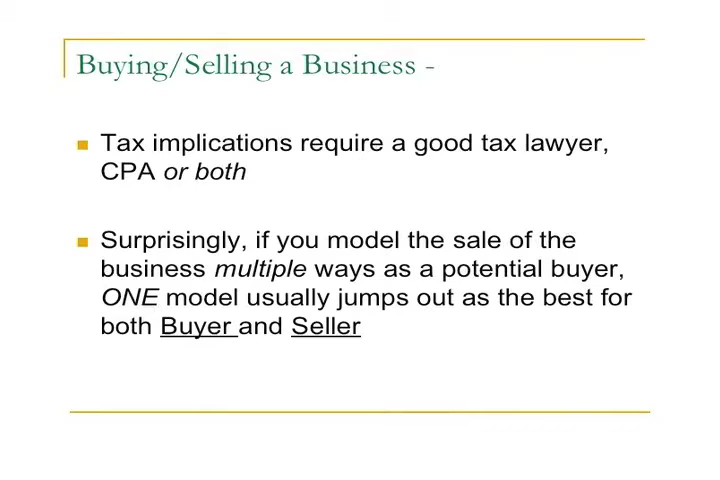 Buying/Selling a Business -
Tax implications require a good tax lawyer,
CPA or both
Surprisingly, if you model the sale of the
business multiple ways as a potential buyer,
ONE model usually jumps out as the best for
both Buyer and Seller